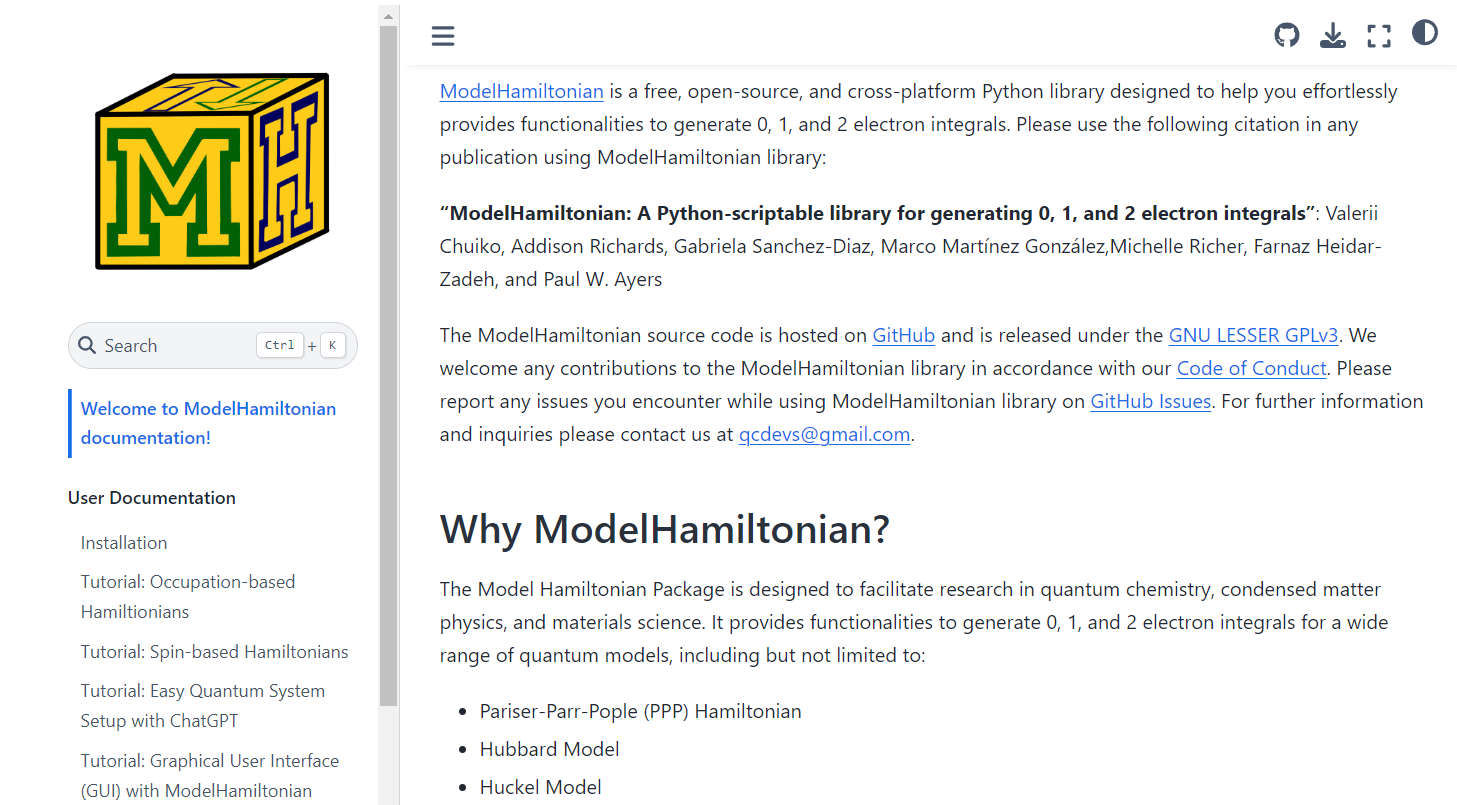 M H
Search Ctrl + K
Welcome to ModelHamiltonian
documentation!
User Documentation
Installation
Tutorial: Occupation-based
Hamiltionians
Tutorial: Spin-based Hamiltonians
Tutorial: Easy Quantum System
Setup with ChatGPT
Tutorial: Graphical User Interface
(GUI) with ModelHamiltonian
ModelHamiltonian is a free, open-source, and cross-platform Python library designed to help you effortlessly
provides functionalities to generate 0, 1, and 2 electron integrals. Please use the following citation in any
publication using ModelHamiltonian library:
“ModelHamiltonian: A Python-scriptable library for generating 0, 1, and 2 electron integrals”: Valerii
Chuiko, Addison Richards, Gabriela Sanchez-Diaz, Marco Martínez González,Michelle Richer, Farnaz Heidar-
Zadeh, and Paul W. Ayers
The ModelHamiltonian source code is hosted on GitHub and is released under the GNU LESSER GPLv3. We
welcome any contributions to the ModelHamiltonian library in accordance with our Code of Conduct. Please
report any issues you encounter while using ModelHamiltonian library on GitHub Issues. For further information
and inquiries please contact us at qcdevs@gmail.com.
Why ModelHamiltonian?
The Model Hamiltonian Package is designed to facilitate research in quantum chemistry, condensed matter
physics, and materials science. It provides functionalities to generate 0, 1, and 2 electron integrals for a wide
range of quantum models, including but not limited to:
• Pariser-Parr-Pople (PPP) Hamiltonian
• Hubbard Model
• Huckel Model